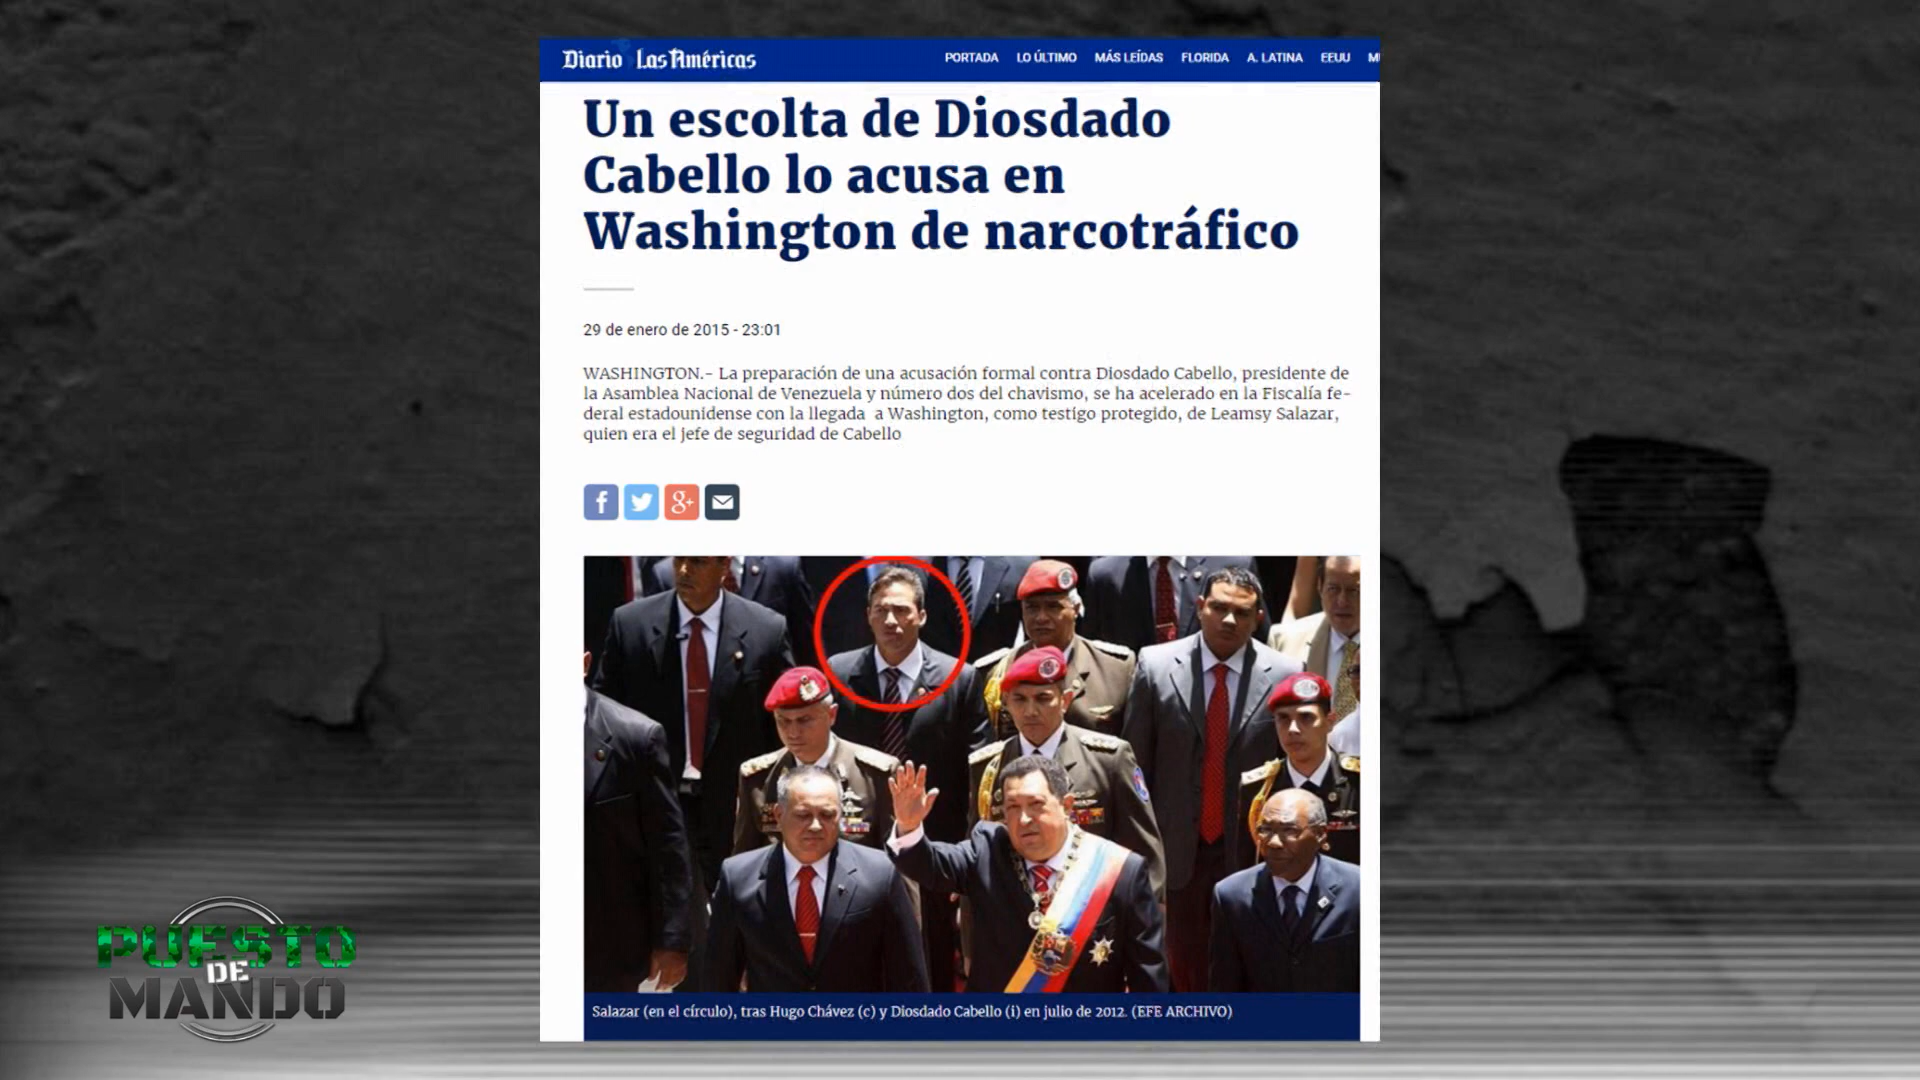 Diario Las Américas
PORTADA LO ÚLTIMO MÁS LEÍDAS FLORIDA A. LATINA EEUU
Un escolta de Diosdado
Cabello lo acusa en
Washington de narcotráfico
29 de enero de 2015 - 23:01
WASHINGTON.- La preparación de una acusación formal contra Diosdado Cabello, presidente de
la Asamblea Nacional de Venezuela y número dos del chavismo, se ha acelerado en la Fiscalía fe-
deral estadounidense con la llegada a Washington, como testigo protegido, de Leamsy Salazar,
quien era el jefe de seguridad de Cabello
f g+
Salazar (en el círculo), tras Hugo Chávez (c) y Diosdado Cabello (i) en julio de 2012. (EFE ARCHIVO)
PUESTO
DE
MANDO